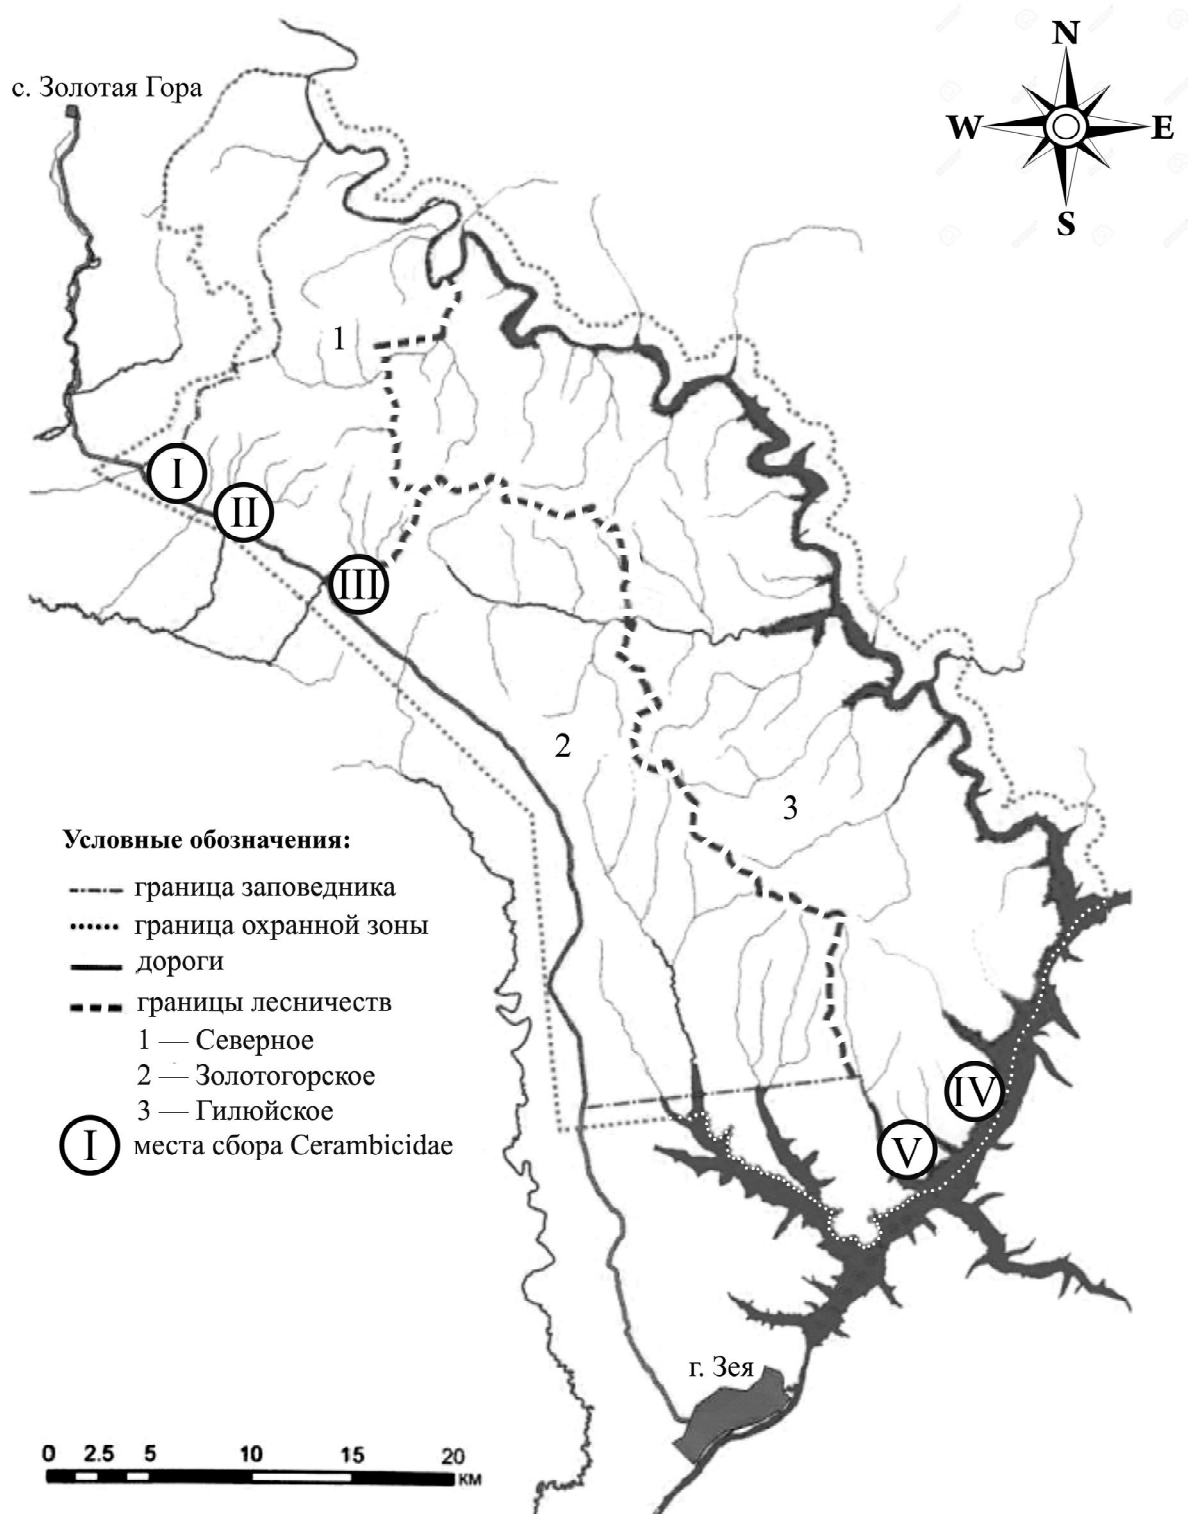 N
с. Золотая Гора
W
E
S
1
I
II
III
2
3
Условные обозначения:
граница заповедника
граница охранной зоны
дороги
границы лесничеств
1 — Северное
2 — Золотогорское
3 — Гилюйское
I
места сбора Cerambicidae
IV
V
г. Зея
0 2.5 5 10 15 20
км